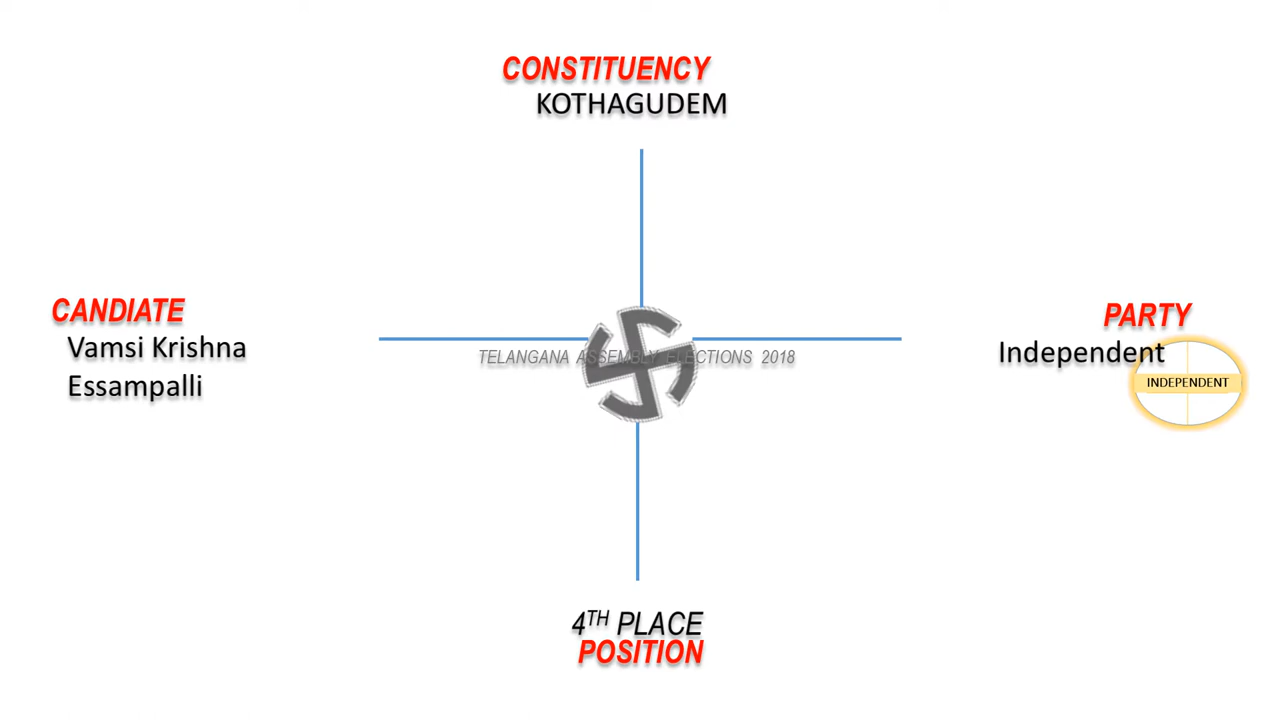 CONSTITUENCY
KOTHAGUDEM
CANDIATE
Vamsi Krishna
Essampalli
TELANGANA ASSEMBLY ELECTIONS 2018
PARTY
Independent
INDEPENDENT
4TH PLACE
POSITION